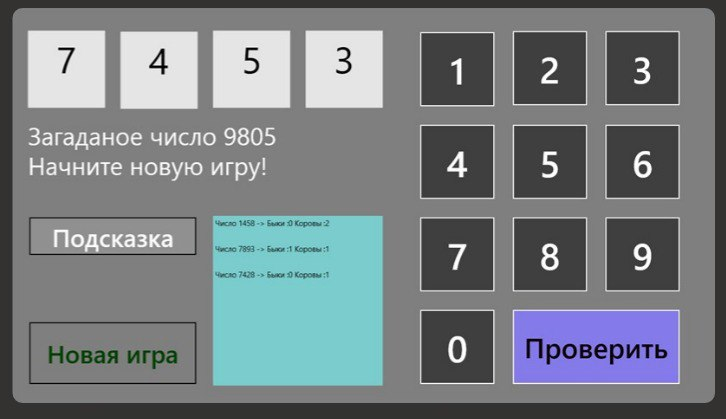 7 4 5 3
Загаданое число 9805
Начните новую игру!
Подсказка
Число 1458 -> Быки :0 Коровы :2
Число 7893 -> Быки :1 Коровы :1
Число 7428 -> Быки :0 Коровы :1
Новая игра
1 2 3
4 5 6
7 8 9
0 Проверить